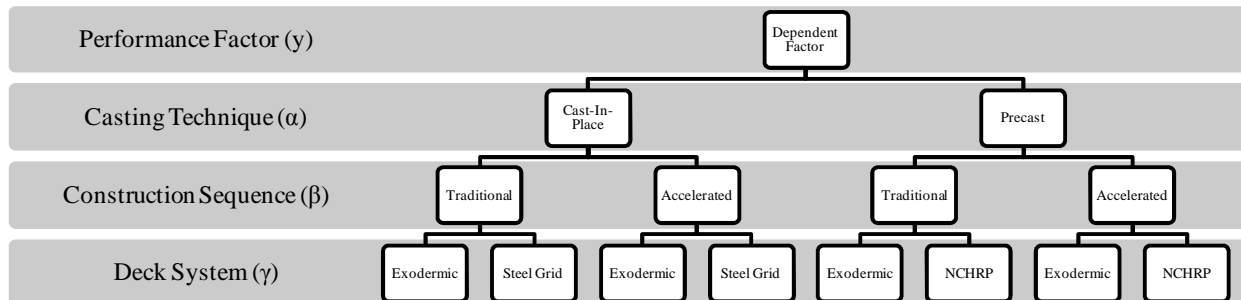 Performance Factor (y)
Dependent
Factor
Casting Technique (α)
Cast-In-
Place
Precast
Construction Sequence (β)
Traditional
Accelerated
Traditional
Accelerated
Deck System (γ)
Exodermic
Steel Grid
Exodermic
Steel Grid
Exodermic
NCHRP
Exodermic
NCHRP